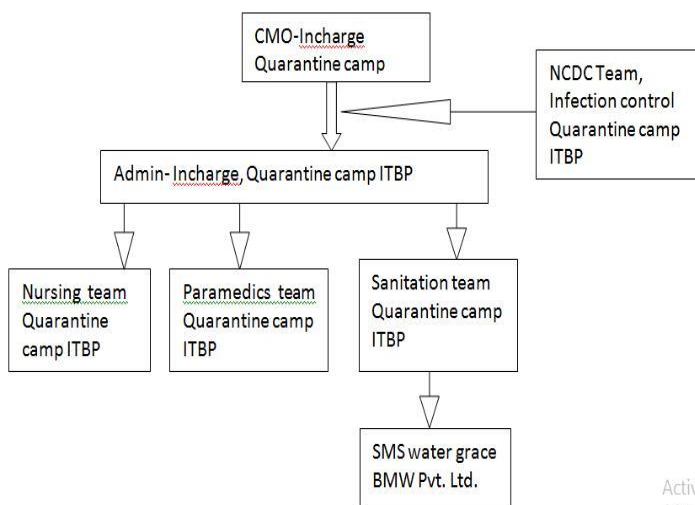 CMO-Incharge
Quarantine camp
NCDC Team,
Infection control
Quarantine camp
ITBP
Admin- Incharge, Quarantine camp ITBP
Nursing team
Quarantine
camp ITBP
Paramedics team
Quarantine camp
ITBP
Sanitation team
Quarantine camp
ITBP
SMS water grace
BMW Pvt. Ltd.
Activ